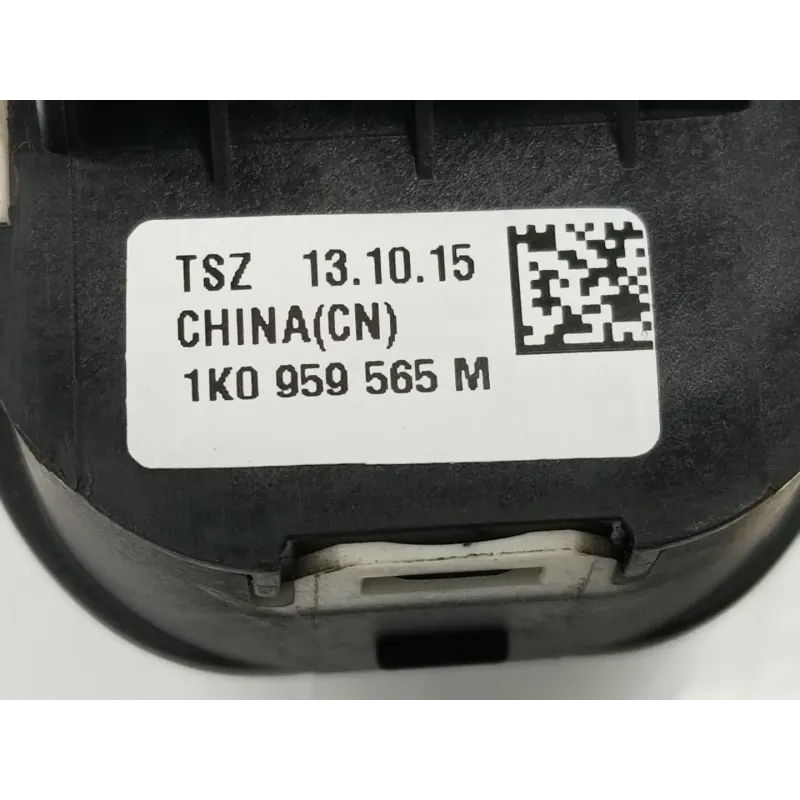 TSZ 13.10.15
CHINA(CN)
1K0 959 565 M